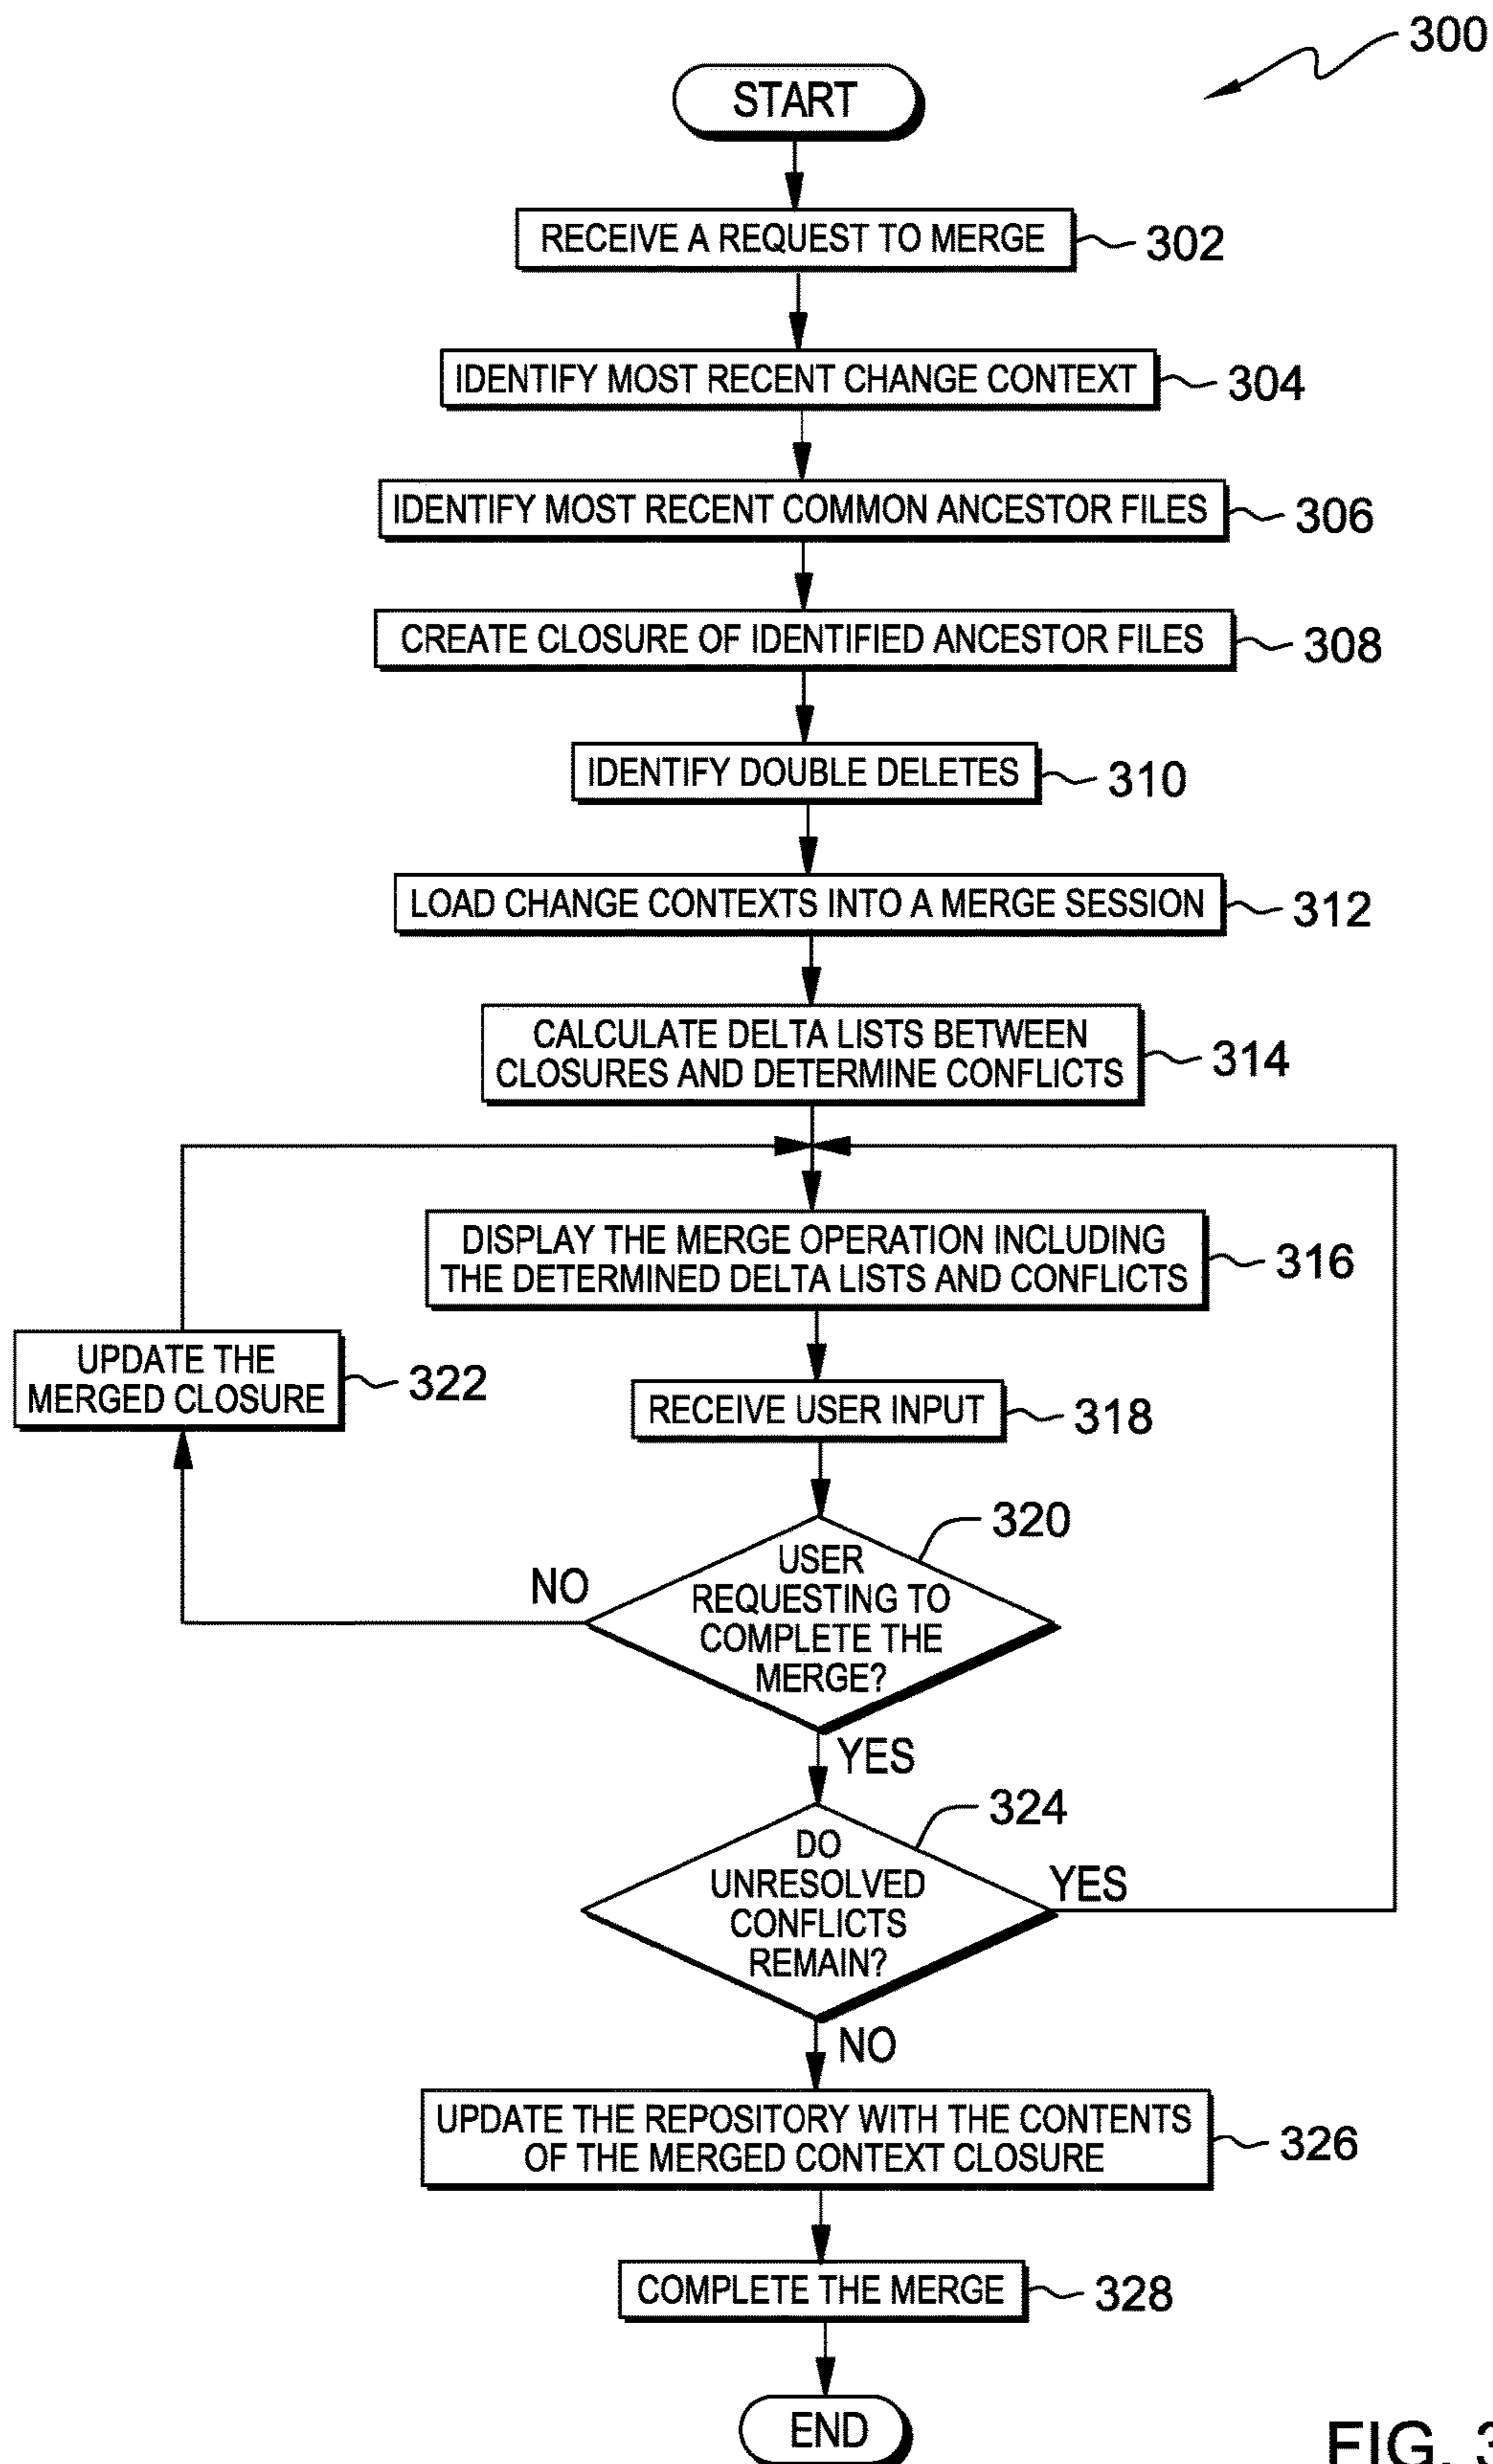 300
START
RECEIVE A REQUEST TO MERGE
302
IDENTIFY MOST RECENT CHANGE CONTEXT
304
IDENTIFY MOST RECENT COMMON ANCESTOR FILES
306
CREATE CLOSURE OF IDENTIFIED ANCESTOR FILES
308
IDENTIFY DOUBLE DELETES
310
LOAD CHANGE CONTEXTS INTO A MERGE SESSION
312
CALCULATE DELTA LISTS BETWEEN
CLOSURES AND DETERMINE CONFLICTS
314
DISPLAY THE MERGE OPERATION INCLUDING
THE DETERMINED DELTA LISTS AND CONFLICTS
316
UPDATE THE
MERGED CLOSURE
322
RECEIVE USER INPUT
318
320
USER
REQUESTING TO
COMPLETE THE
MERGE?
NO
YES
324
DO
UNRESOLVED
CONFLICTS
REMAIN?
YES
NO
UPDATE THE REPOSITORY WITH THE CONTENTS
OF THE MERGED CONTEXT CLOSURE
326
COMPLETE THE MERGE
328
END
FIG. 3